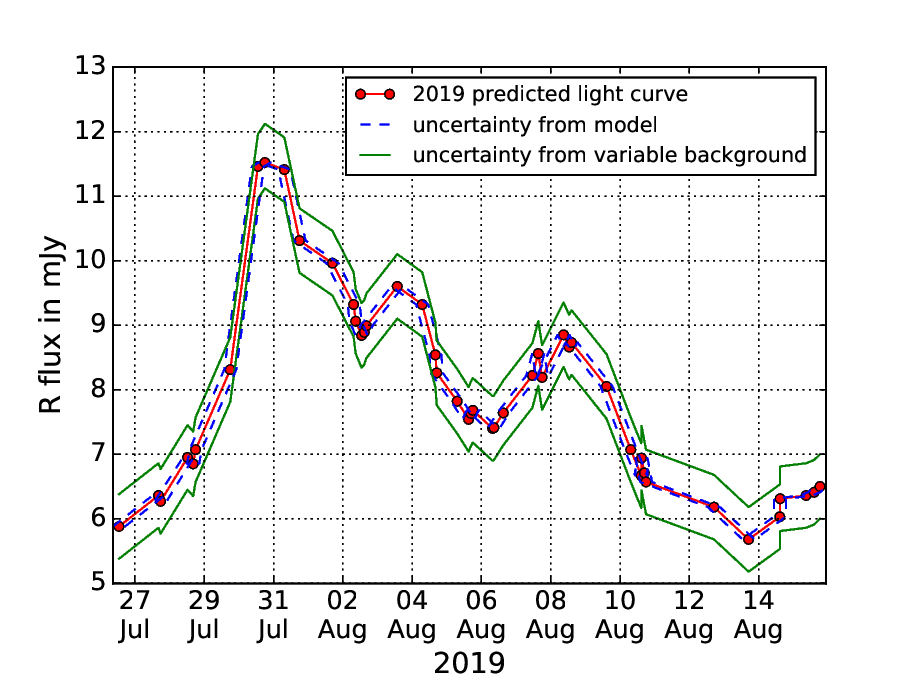 2019 predicted light curve
uncertainty from model
uncertainty from variable background
R flux in mJy
13
12
11
10
9
8
7
6
5
27 29 31 02 04 06 08 10 12 14
Jul Jul Jul Aug Aug Aug Aug Aug Aug Aug
2019